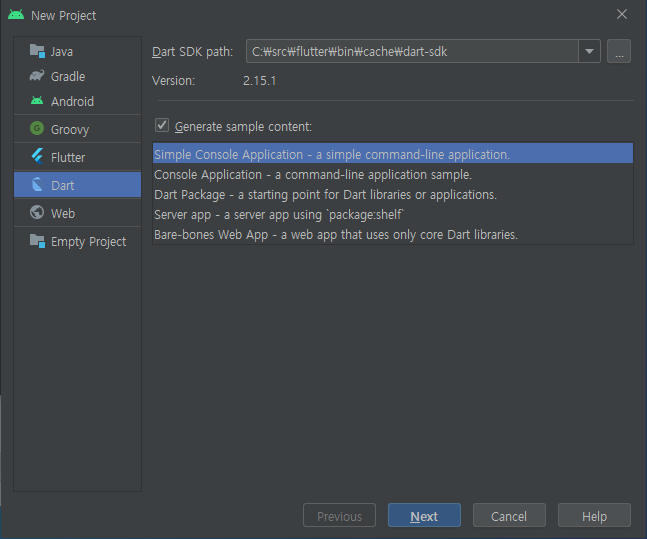 New Project
Java
Gradle
Android
Groovy
Flutter
Dart
Web
Empty Project
Dart SDK path:
C:₩src₩flutter₩bin₩cache₩dart-sdk
...
Version:
2.15.1
Generate sample content:
Simple Console Application - a simple command-line application.
Console Application - a command-line application sample.
Dart Package - a starting point for Dart libraries or applications.
Server app - a server app using `package:shelf`
Bare-bones Web App - a web app that uses only core Dart libraries.
Previous
Next
Cancel
Help